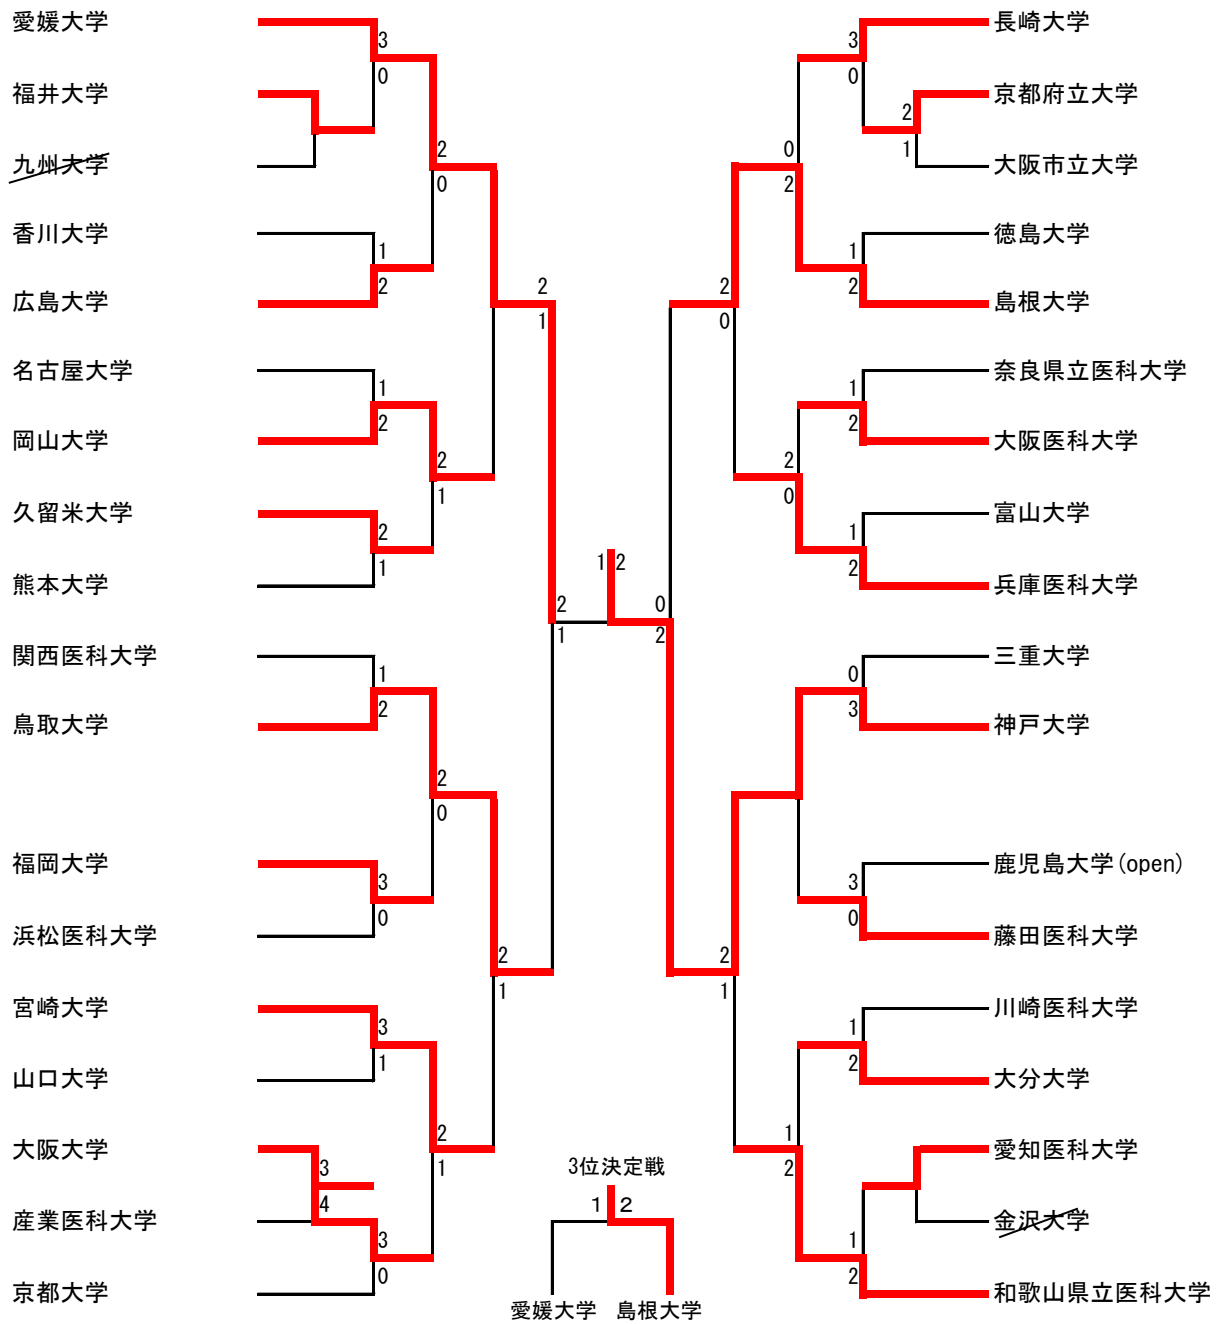 愛媛大学
3
0
福井大学
九州大学
2
0
香川大学
1
2
広島大学
2
1
名古屋大学
1
2
岡山大学
2
1
久留米大学
2
1
熊本大学
2
1
関西医科大学
1
2
鳥取大学
2
0
福岡大学
3
0
浜松医科大学
2
1
宮崎大学
3
1
山口大学
2
1
大阪大学
3
4
産業医科大学
3
0
京都大学
1 2
長崎大学
3
0
京都府立大学
2
1
大阪市立大学
0
2
徳島大学
1
2
島根大学
2
0
奈良県立医科大学
1
2
大阪医科大学
2
0
富山大学
1
2
兵庫医科大学
0
2
三重大学
0
3
神戸大学
鹿児島大学(open)
3
0
藤田医科大学
2
1
川崎医科大学
1
2
大分大学
1
2
愛知医科大学
金沢大学
1
2
和歌山県立医科大学
3位決定戦
1 2
愛媛大学 島根大学